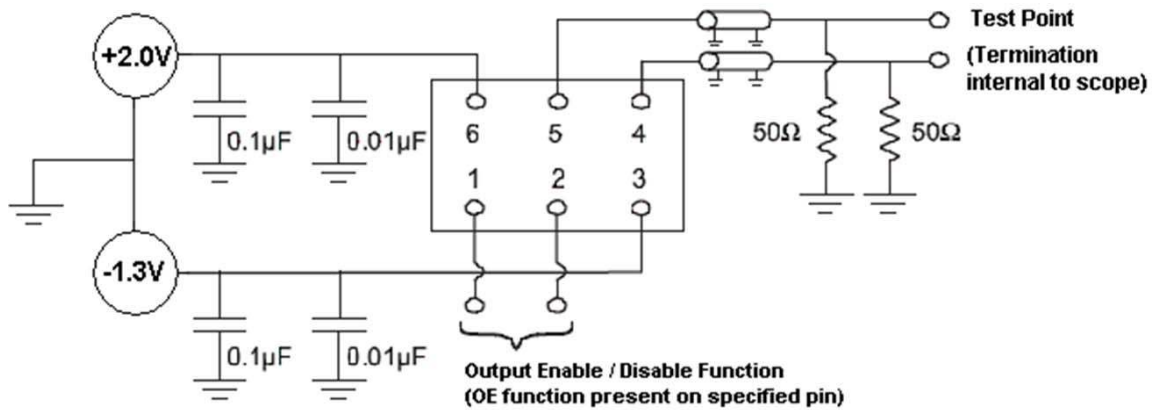 +2.0V
0.1µF
0.01µF
6
5
4
1
2
3
Test Point
(Termination
internal to scope)
50Ω
50Ω
-1.3V
0.1µF
0.01µF
Output Enable / Disable Function
(OE function present on specified pin)